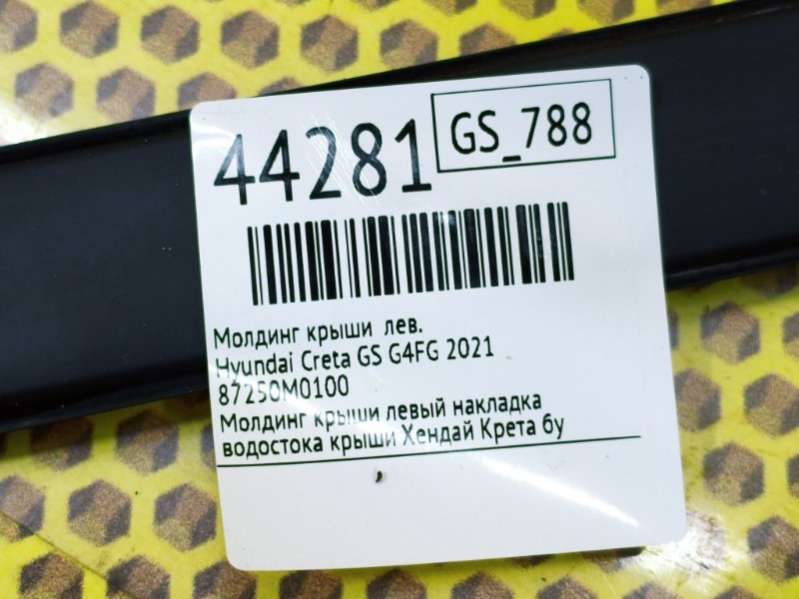 44281
GS_788
Молдинг крыши лев.
Hyundai Creta GS G4FG 2021
87250M0100
Молдинг крыши левый накладка
водостока крыши Хендай Крета бу